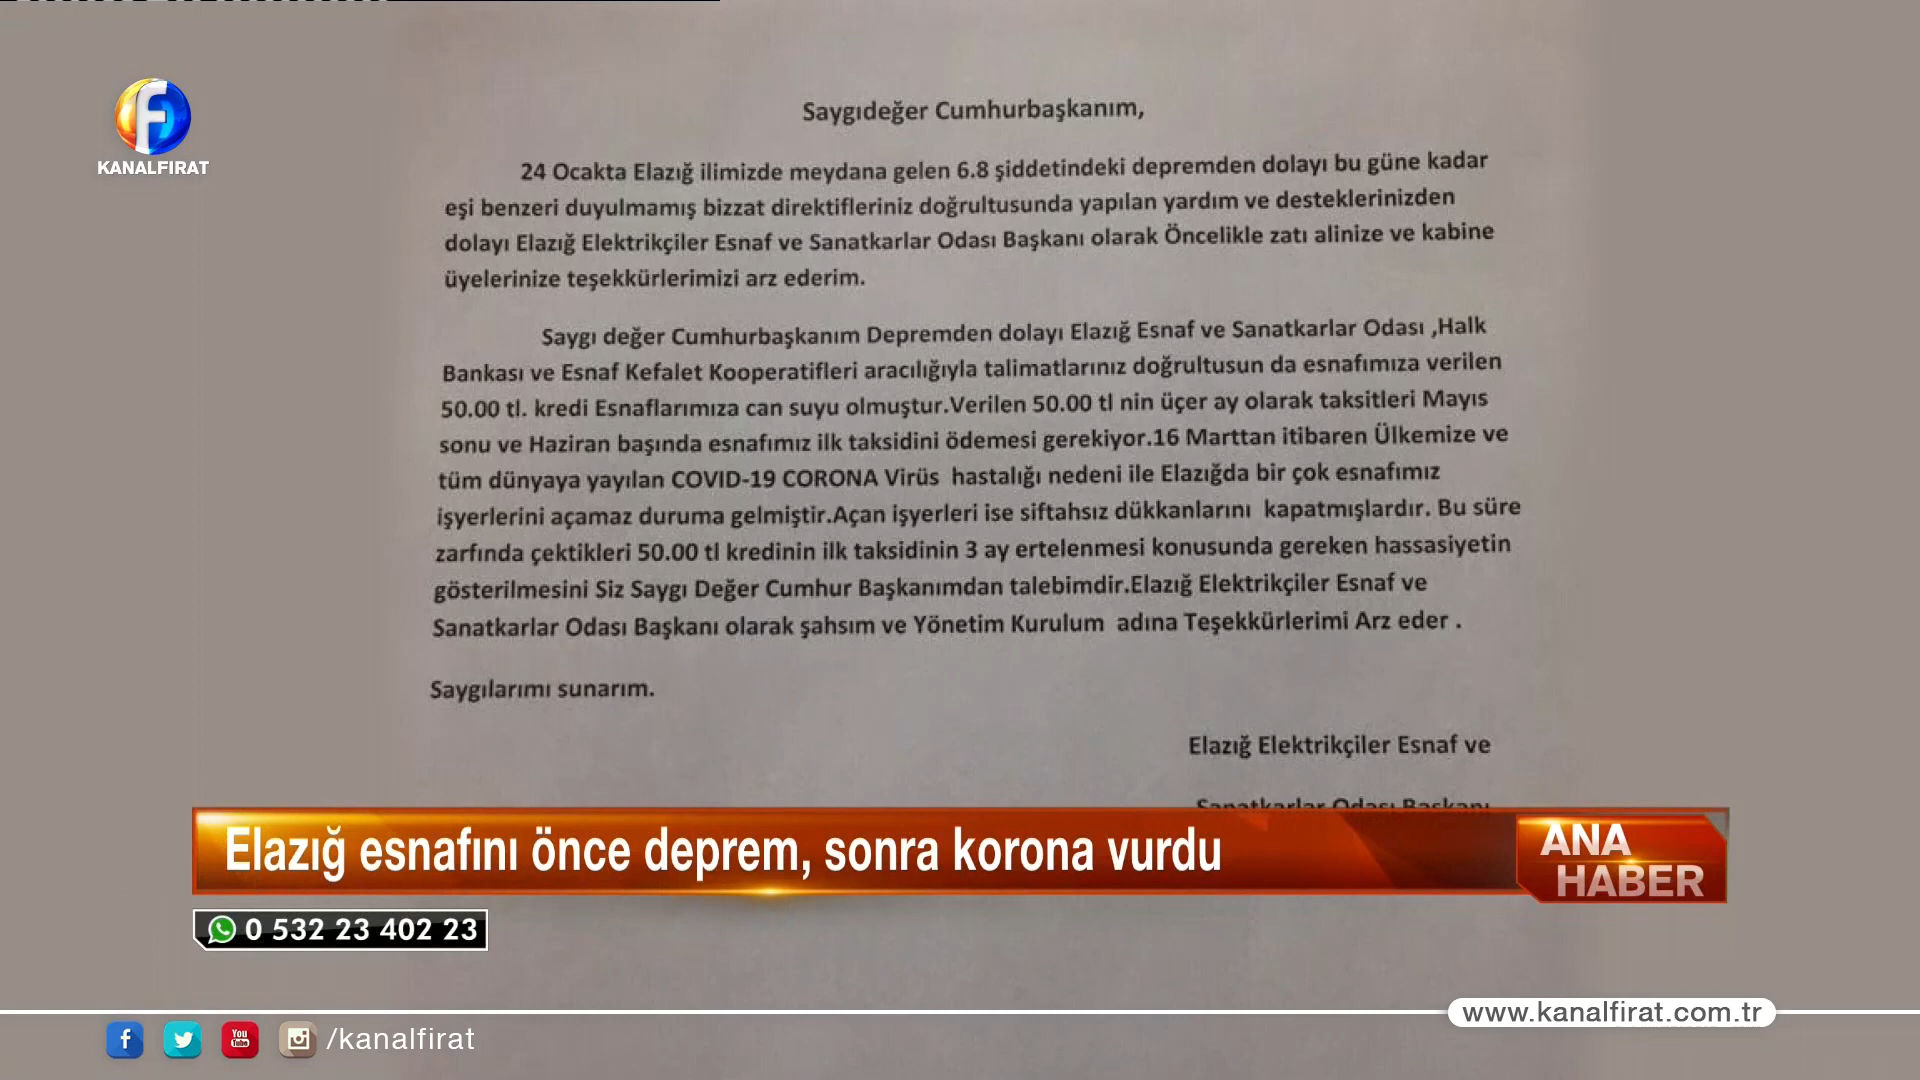 KANALFIRAT
Saygıdeğer Cumhurbaşkanım,
24 Ocakta Elazığ ilimizde meydana gelen 6.8 şiddetindeki depremden dolayı bu güne kadar
eşi benzeri duyulmamış bizzat direktifleriniz doğrultusunda yapılan yardım ve desteklerinizden
dolayı Elazığ Elektrikçiler Esnaf ve Sanatkarlar Odası Başkanı olarak Öncelikle zatı alinize ve kabine
üyelerinize teşekkürlerimizi arz ederim.
Saygı değer Cumhurbaşkanım Depremden dolayı Elazığ Esnaf ve Sanatkarlar Odası ,Halk
Bankası ve Esnaf Kefalet Kooperatifleri aracılığıyla talimatlarınız doğrultusun da esnafımıza verilen
50.00 tl. kredi Esnaflarımıza can suyu olmuştur.Verilen 50.00 tl nin üçer ay olarak taksitleri Mayıs
sonu ve Haziran başında esnafımız ilk taksidini ödemesi gerekiyor.16 Marttan itibaren Ülkemize ve
tüm dünyaya yayılan COVID-19 CORONA Virüs hastalığı nedeni ile Elazığda bir çok esnafımız
işyerlerini açamaz duruma gelmiştir.Açan işyerleri ise siftahsız dükkanlarını kapatmışlardır. Bu süre
zarfında çektikleri 50.00 tl kredinin ilk taksidinin 3 ay ertelenmesi konusunda gereken hassasiyetin
gösterilmesini Siz Saygı Değer Cumhur Başkanımdan talebimdir.Elazığ Elektrikçiler Esnaf ve
Sanatkarlar Odası Başkanı olarak şahsım ve Yönetim Kurulum adına Teşekkürlerimi Arz eder .
Saygılarımı sunarım.
Elazığ Elektrikçiler Esnaf ve
Sanatkarlar Odası Başkanı
Elazığ esnafını önce deprem, sonra korona vurdu
ANA
HABER
0 532 23 402 23
www.kanalfirat.com.tr
You
Tube
/kanalfirat